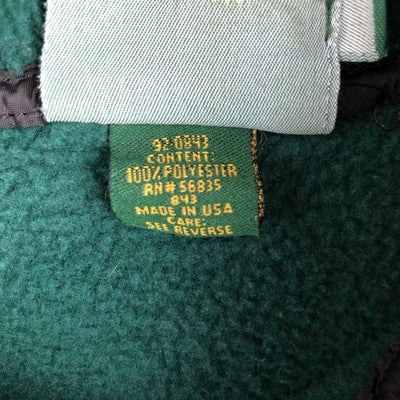 92-0843
CONTENT:
100% POLYESTER
RN# 56835
843
MADE IN USA
CARE:
SEE REVERSE